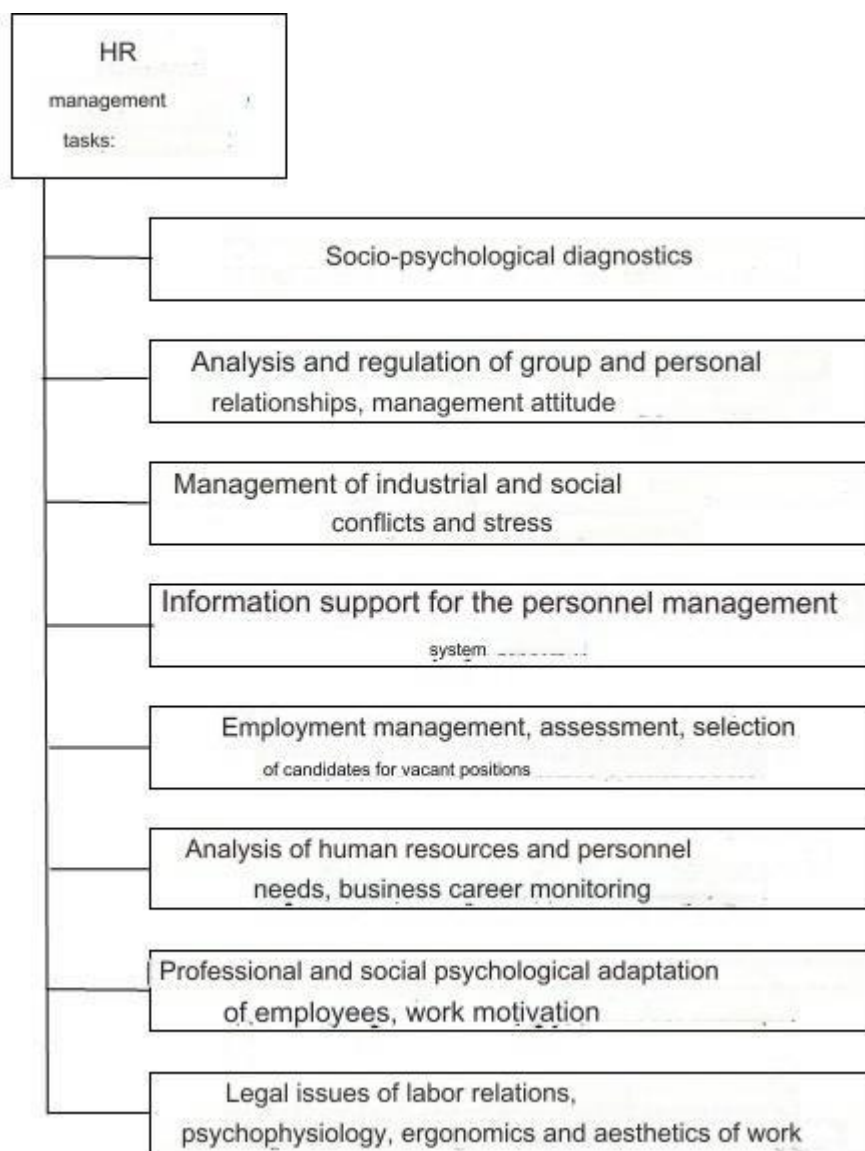 HR
management
tasks:
Socio-psychological diagnostics
Analysis and regulation of group and personal
relationships, management attitude
Management of industrial and social
conflicts and stress
Information support for the personnel management
system
Employment management, assessment, selection
of candidates for vacant positions
Analysis of human resources and personnel
needs, business career monitoring
Professional and social psychological adaptation
of employees, work motivation
Legal issues of labor relations,
psychophysiology, ergonomics and aesthetics of work